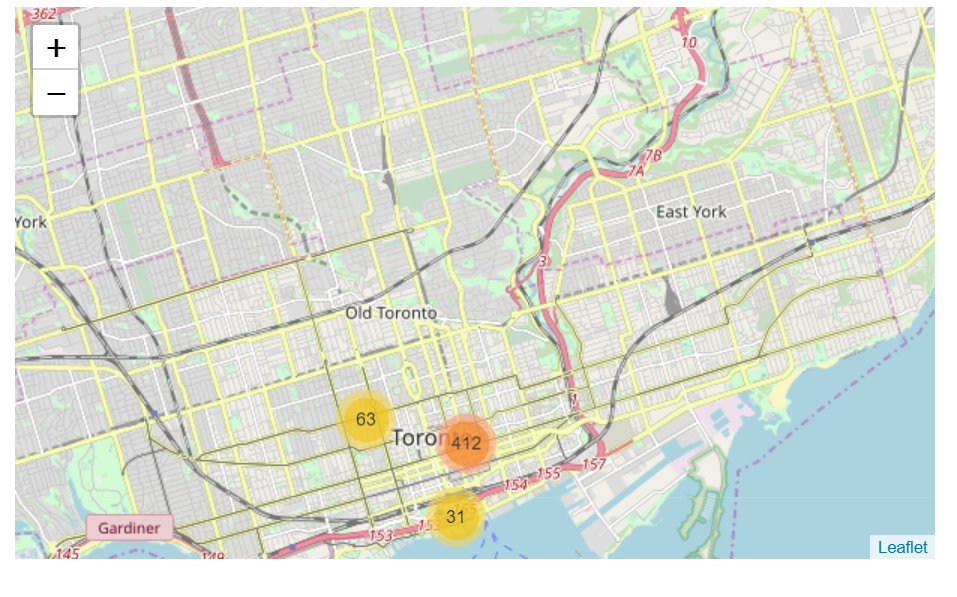 362
+
−
10
7B
7A
York
East York
3
Old Toronto
1
63
Toron
412
157
155
154
31
153
Gardiner
145
149
Leaflet